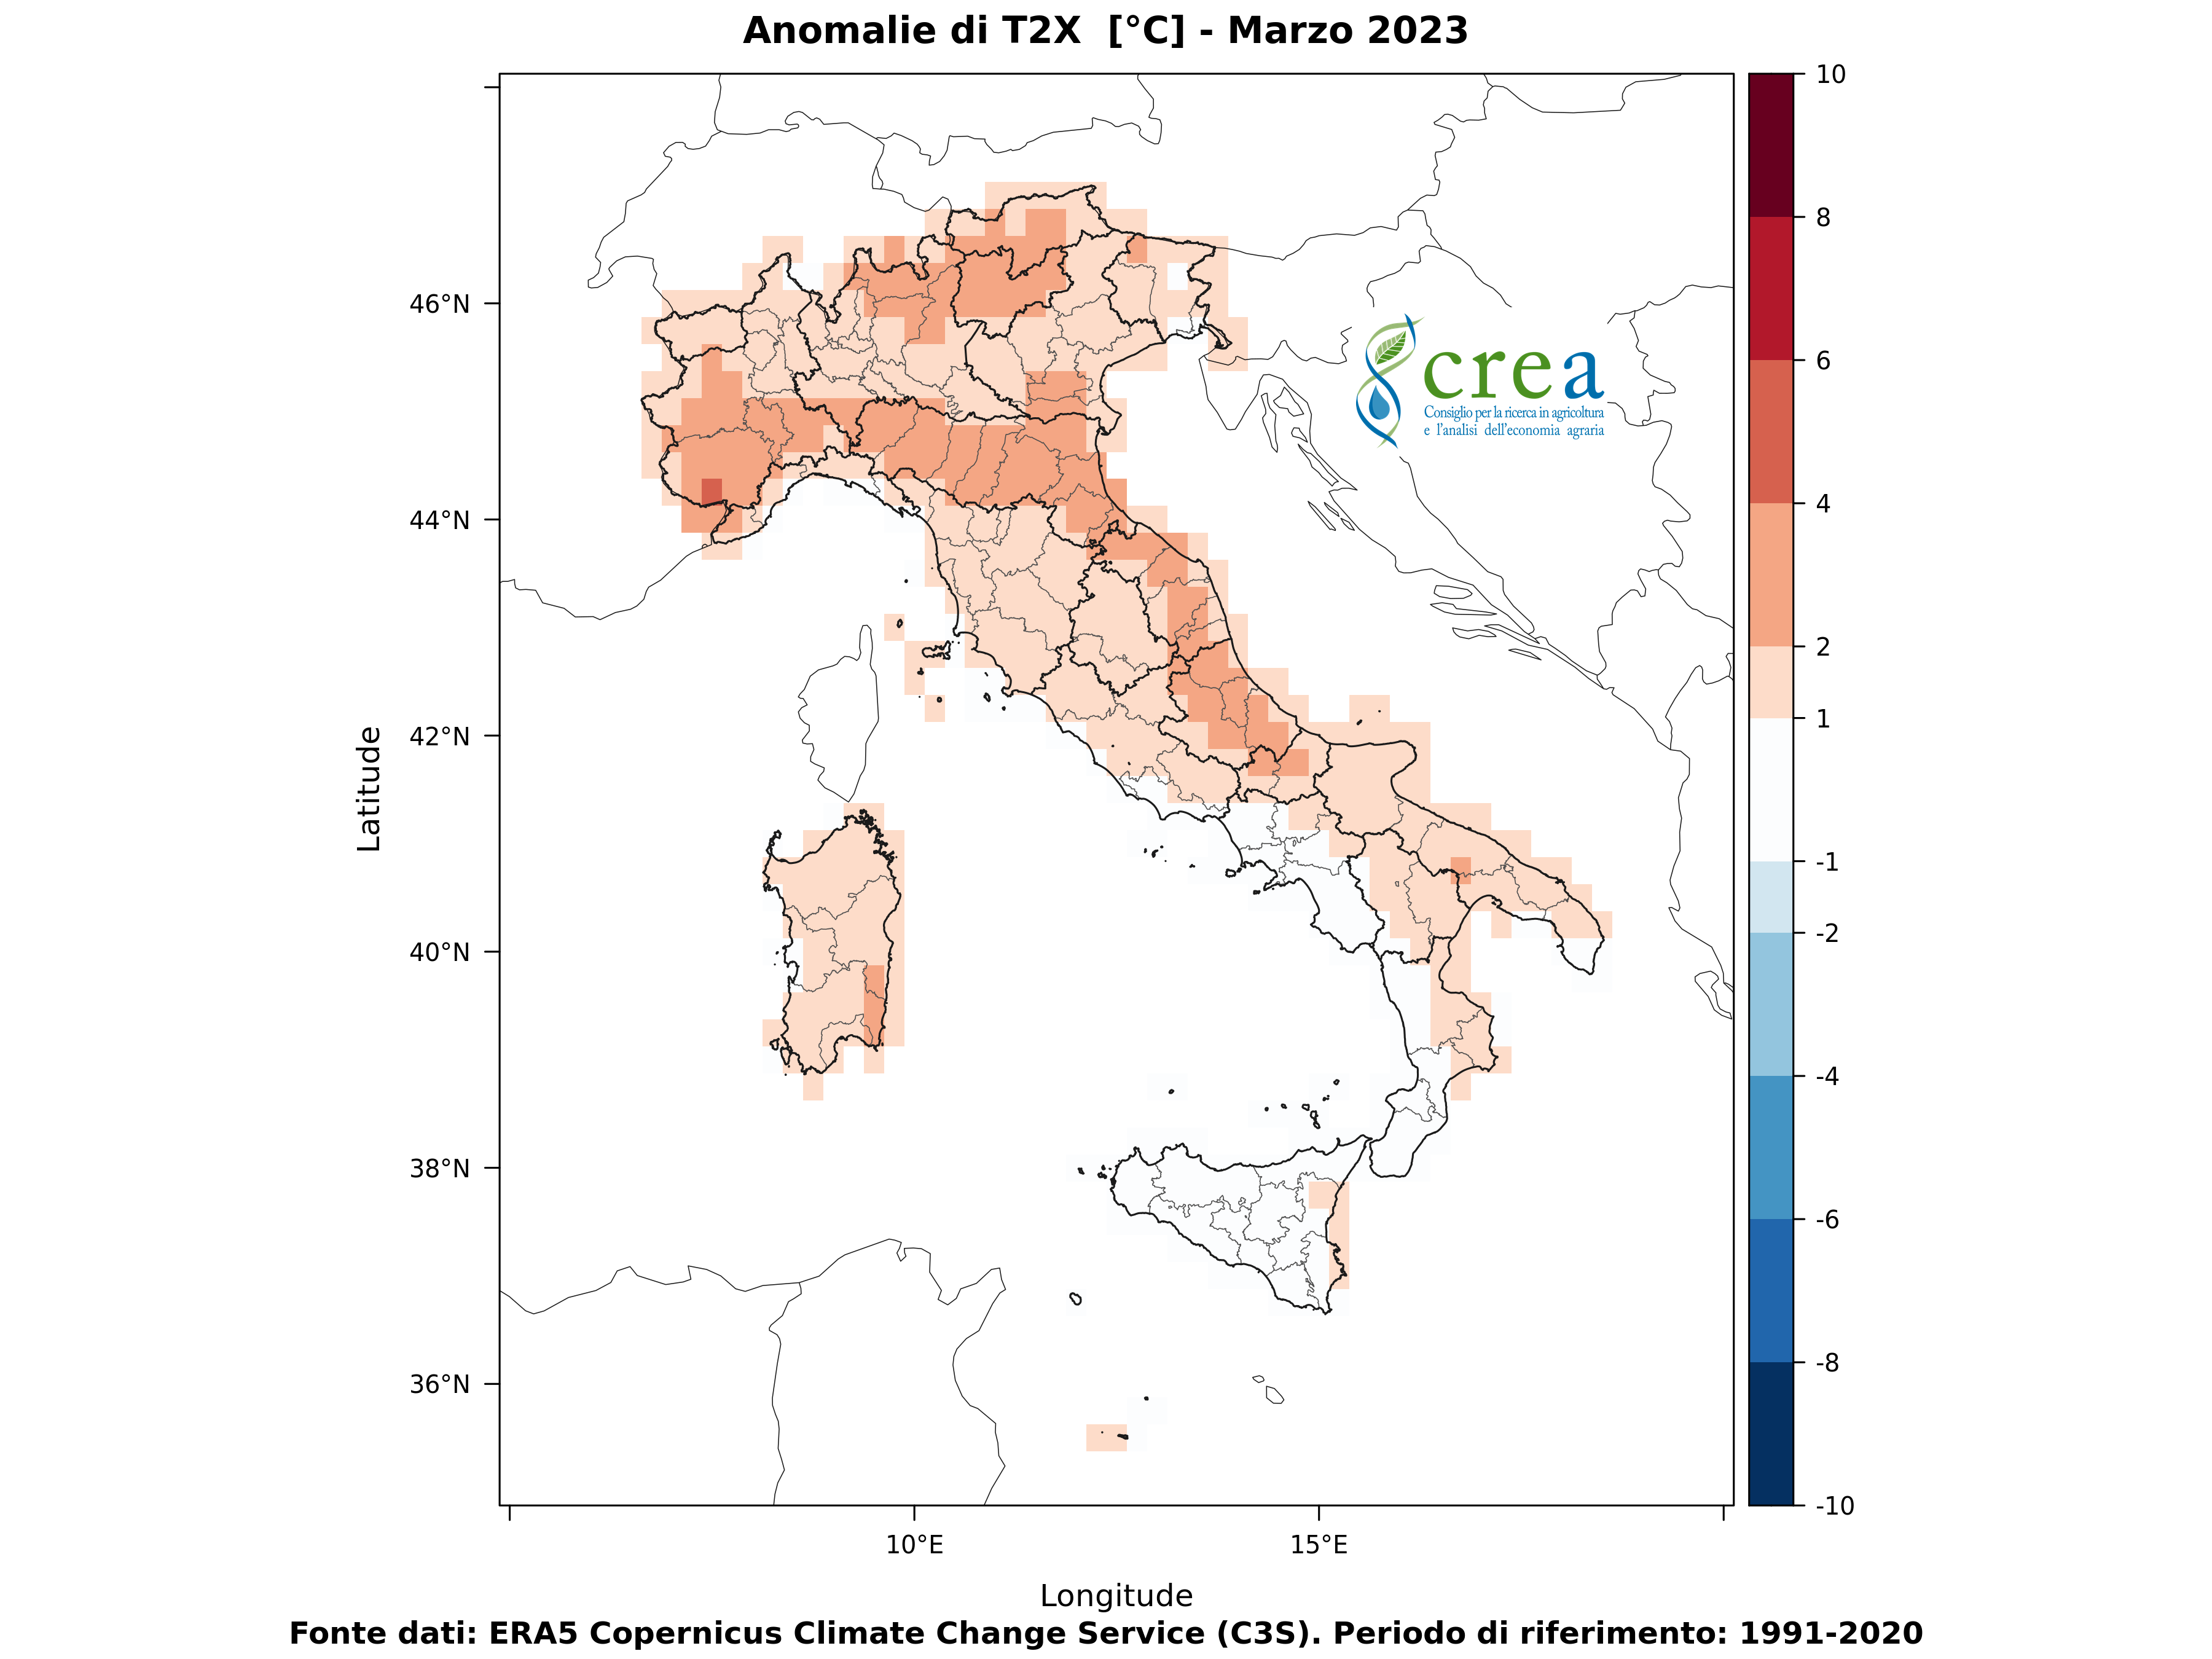 Anomalie di T2X [°C] - Marzo 2023
10
8
6
4
2
1
-1
-2
-4
-6
-8
-10
46°N
44°N
42°N
40°N
38°N
36°N
Latitude
crea
Consiglio per la ricerca in agricoltura
e l'analisi dell'economia agraria
10°E
15°E
Longitude
Fonte dati: ERA5 Copernicus Climate Change Service (C3S). Periodo di riferimento: 1991-2020